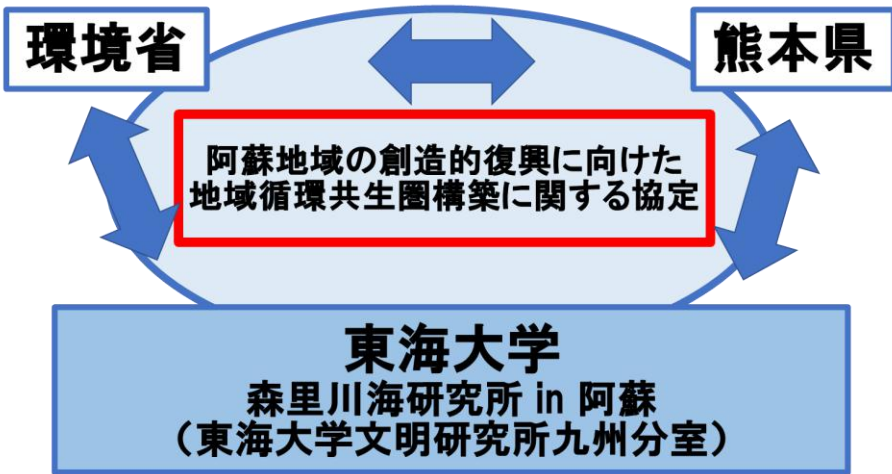 環境省
熊本県
阿蘇地域の創造的復興に向けた
地域循環共生圏構築に関する協定
東海大学
森里川海研究所 in 阿蘇
（東海大学文明研究所九州分室）